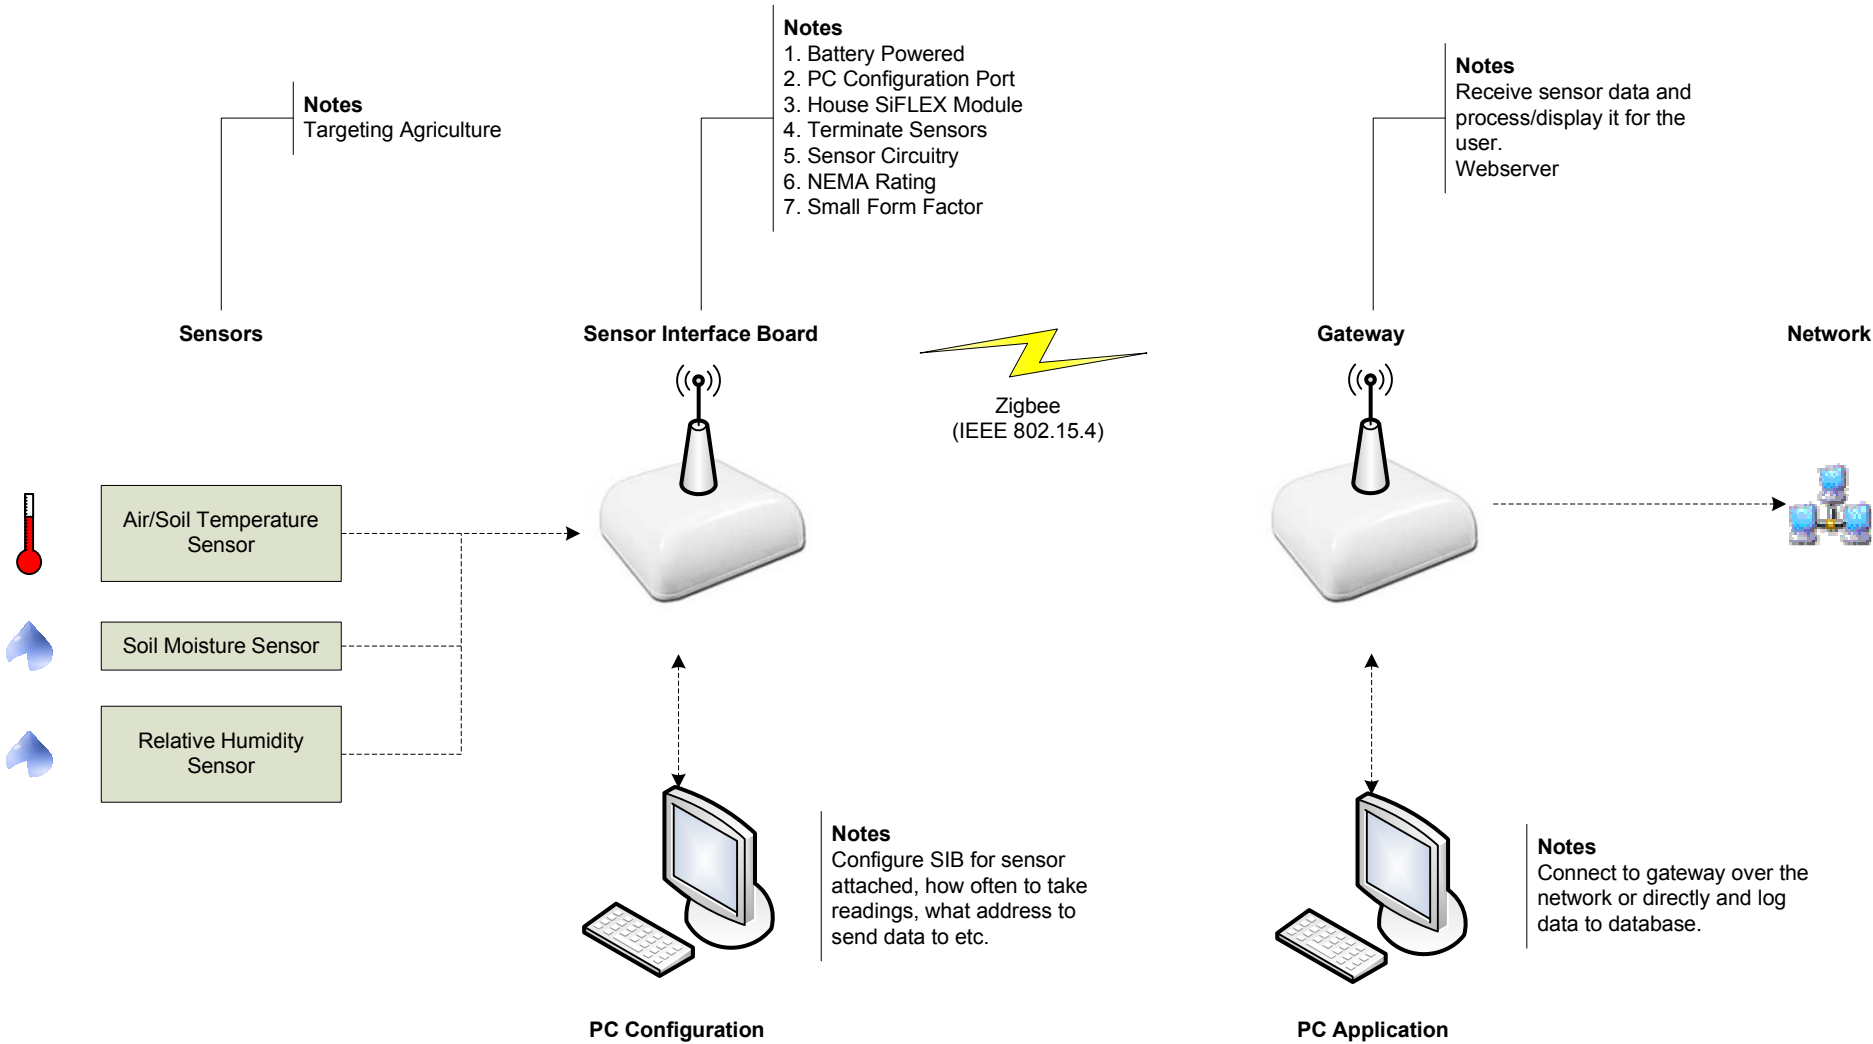 Notes
Targeting Agriculture
Notes
1. Battery Powered
2. PC Configuration Port
3. House SiFLEX Module
4. Terminate Sensors
5. Sensor Circuitry
6. NEMA Rating
7. Small Form Factor
Notes
Receive sensor data and
process/display it for the
user.
Webserver
Sensors
Sensor Interface Board
Gateway
Network
Zigbee
(IEEE 802.15.4)
Air/Soil Temperature
Sensor
Soil Moisture Sensor
Relative Humidity
Sensor
Notes
Configure SIB for sensor
attached, how often to take
readings, what address to
send data to etc.
Notes
Connect to gateway over the
network or directly and log
data to database.
PC Configuration
PC Application